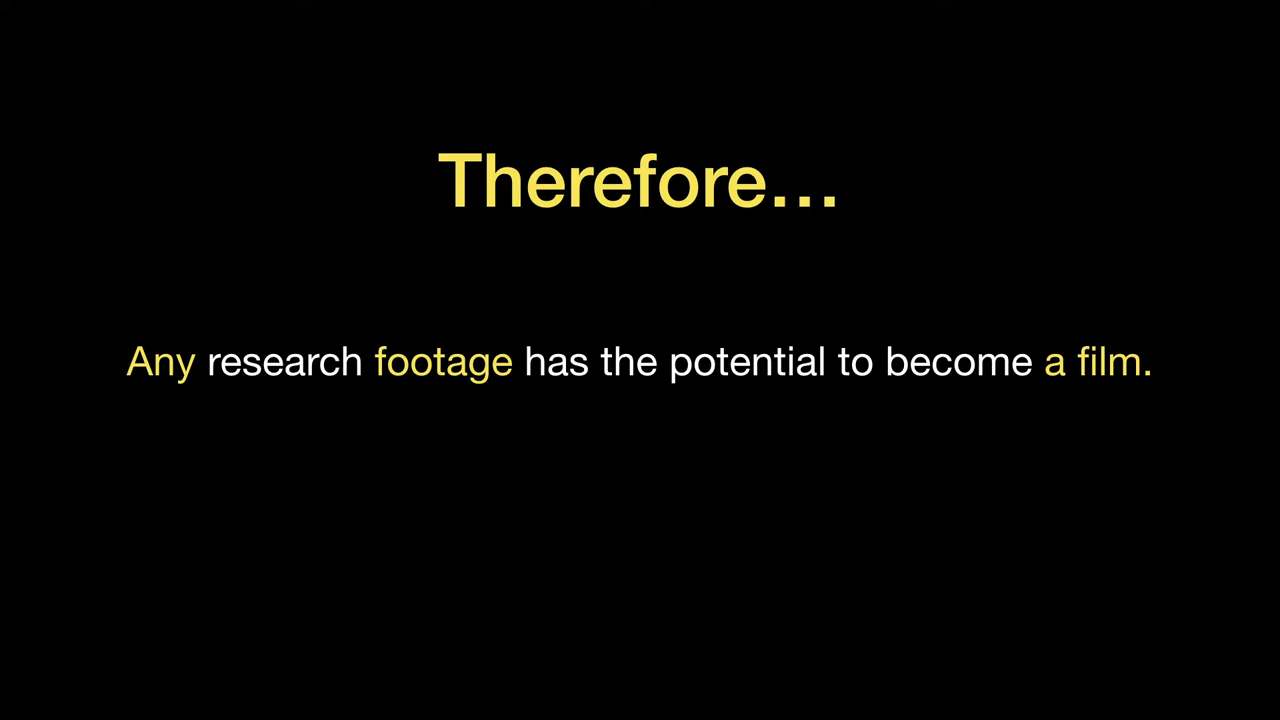 Therefore…
Any research footage has the potential to become a film.